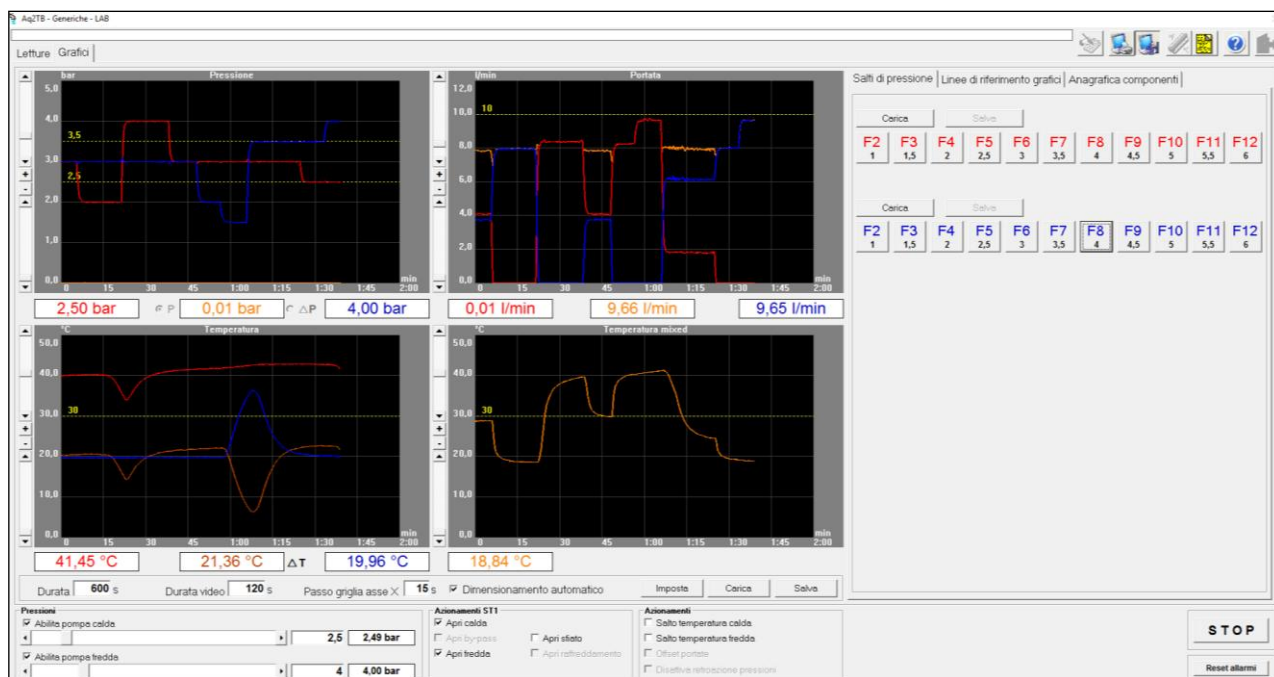 Aq2TB - Generiche - LAB
Letture Grafici
bar Pressione
5,0
4,0
3,5
3,0
2,5
2,0
1,0
0,0
min
0 15 30 45 1:00 1:15 1:30 1:45 2:00
2,50 bar P 0,01 bar △P 4,00 bar
l/min Portata
12,0
10
10,0
8,0
6,0
4,0
2,0
0,0
min
0 15 30 45 1:00 1:15 1:30 1:45 2:00
0,01 l/min 9,66 l/min 9,65 l/min
°C Temperatura
50,0
40,0
30,0
30
20,0
10,0
0,0
min
0 15 30 45 1:00 1:15 1:30 1:45 2:00
41,45 °C 21,36 °C △T 19,96 °C
°C Temperatura mixed
50,0
40,0
30,0
30
20,0
10,0
0,0
min
0 15 30 45 1:00 1:15 1:30 1:45 2:00
18,84 °C
Durata 600 s Durata video 120 s Passo griglia asse X 15 s Dimensionamento automatico Imposta Carica Salva
Salti di pressione Linee di riferimento grafici Anagrafica componenti
Carica Salva
F2 F3 F4 F5 F6 F7 F8 F9 F10 F11 F12
1 1,5 2 2,5 3 3,5 4 4,5 5 5,5 6
Carica Salva
F2 F3 F4 F5 F6 F7 F8 F9 F10 F11 F12
1 1,5 2 2,5 3 3,5 4 4,5 5 5,5 6
Pressioni
Abilita pompa calda
2,5 2,49 bar
Abilita pompa fredda
4 4,00 bar
Azionamenti ST1
Apri calda
Apri by-pass Apri sfiato
Apri fredda Apri raffreddamento
Azionamenti
Salto temperatura calda
Salto temperatura fredda
Offset portate
Disattiva retroazione pressioni
STOP
Reset allarmi